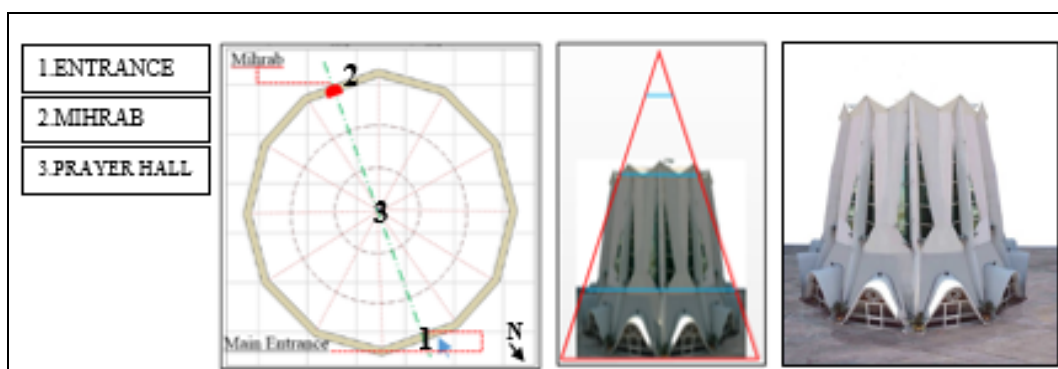 1.ENTRANCE
2.MIHRAB
3.PRAYER HALL
Mihrab
2
3
1
Main Entrance
N